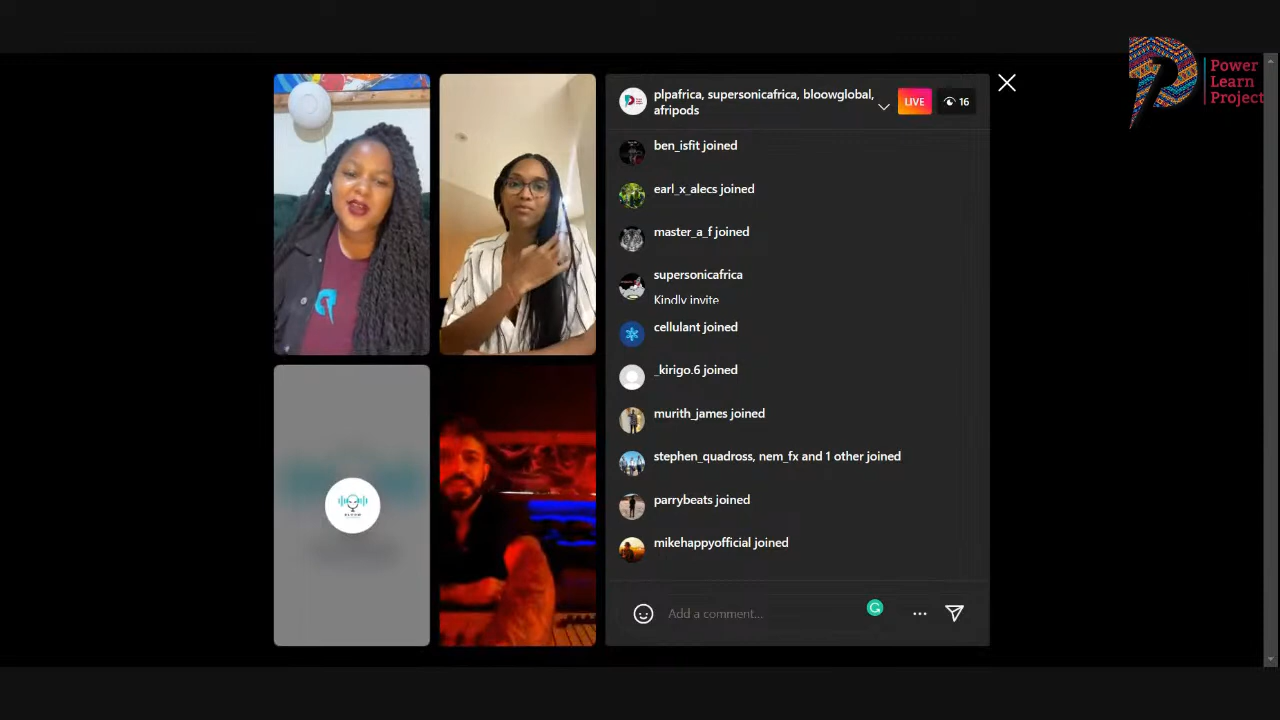 Power
Learn
Project
plpafrica, supersonicafrica, bloowglobal,
afripods
LIVE
16
ben_isfit joined
earl_x_alecs joined
master_a_f joined
supersonicafrica
Kindly invite
cellulant joined
_kirigo.6 joined
murith_james joined
stephen_quadross, nem_fx and 1 other joined
parrybeats joined
mikehappyofficial joined
Add a comment...